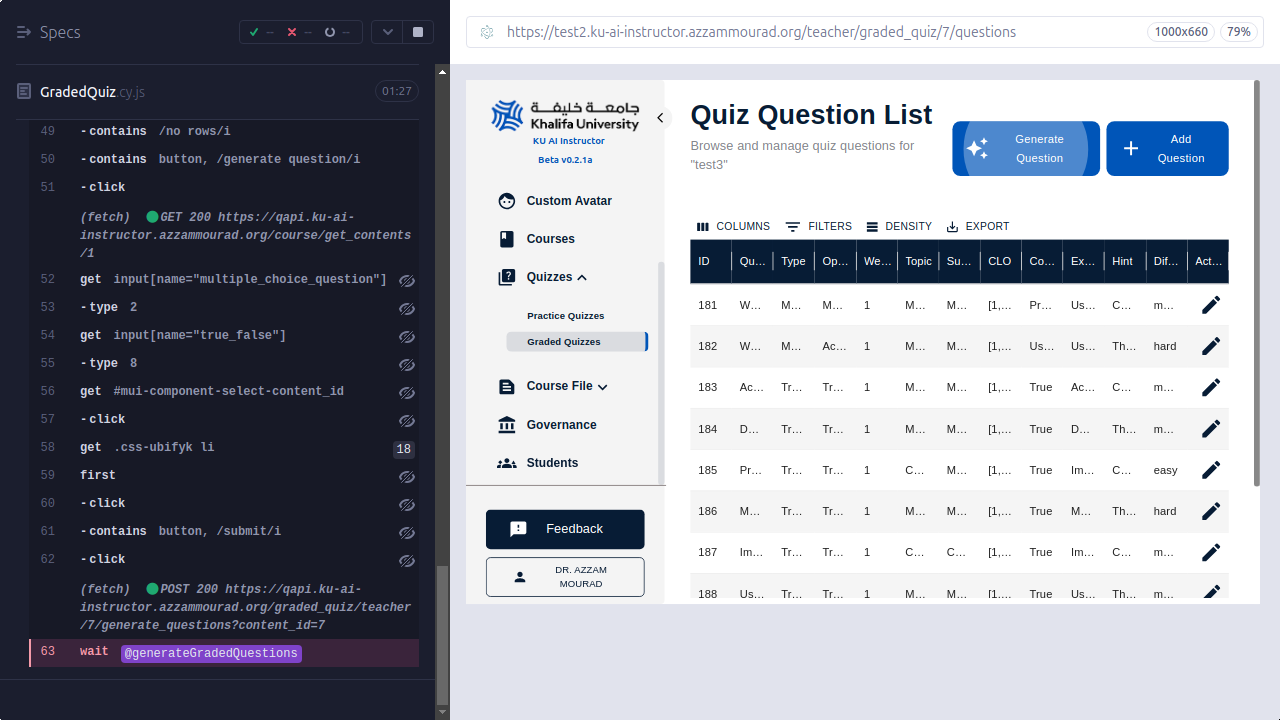 Specs
--
--
--
https://test2.ku-ai-instructor.azzammourad.org/teacher/graded_quiz/7/questions
1000x660
79%
GradedQuiz.cy.js
01:27
49 -contains /no rows/i
50 -contains button, /generate question/i
51 -click
(fetch) GET 200 https://qapi.ku-ai-
instructor.azzammourad.org/course/get_contents
/1
52 get input[name="multiple_choice_question"]
53 -type 2
54 get input[name="true_false"]
55 -type 8
56 get #mui-component-select-content_id
57 -click
58 get .css-ubifyk li 18
59 first
60 -click
61 -contains button, /submit/i
62 -click
(fetch) POST 200 https://qapi.ku-ai-
instructor.azzammourad.org/graded_quiz/teacher
/7/generate_questions?content_id=7
63 wait @generateGradedQuestions
جامعة خليفة
Khalifa University
KU AI Instructor
Beta v0.2.1a
Custom Avatar
Courses
Quizzes
Practice Quizzes
Graded Quizzes
Course File
Governance
Students
Feedback
DR. AZZAM
MOURAD
Quiz Question List
Browse and manage quiz questions for
"test3"
Generate
Question
Add
Question
COLUMNS FILTERS DENSITY EXPORT
ID Qu... Type Op... We... Topic Su... CLO Co... Ex... Hint Dif... Act...
181 W... M... M... 1 M... M... [1,... Pr... Us... C... m...
182 W... M... Ac... 1 M... M... [1,... Us... Us... Th... hard
183 Ac... Tr... Tr... 1 M... M... [1,... True Ac... C... m...
184 D... Tr... Tr... 1 M... M... [1,... True D... Th... m...
185 Pr... Tr... Tr... 1 C... M... [1,... True Im... C... easy
186 M... Tr... Tr... 1 M... M... [1,... True M... Th... hard
187 Im... Tr... Tr... 1 C... C... [1,... True Im... C... m...
188 Us... Tr... Tr... 1 M... M... [1,... True Us... Th... m...